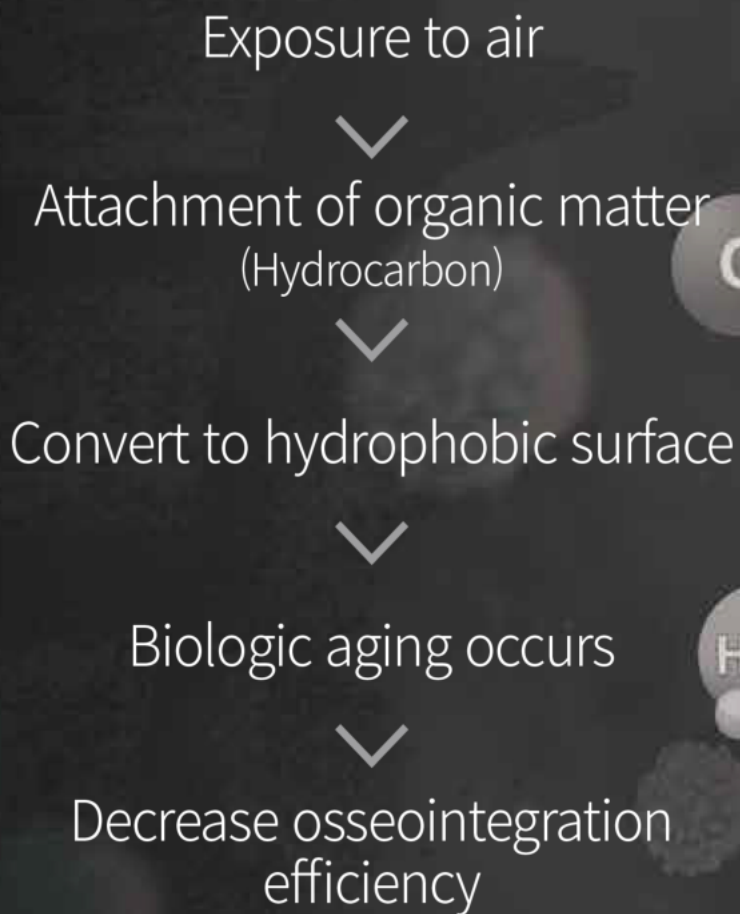 Exposure to air
Attachment of organic matter
(Hydrocarbon)
C
Convert to hydrophobic surface
Biologic aging occurs
H
Decrease osseointegration
efficiency